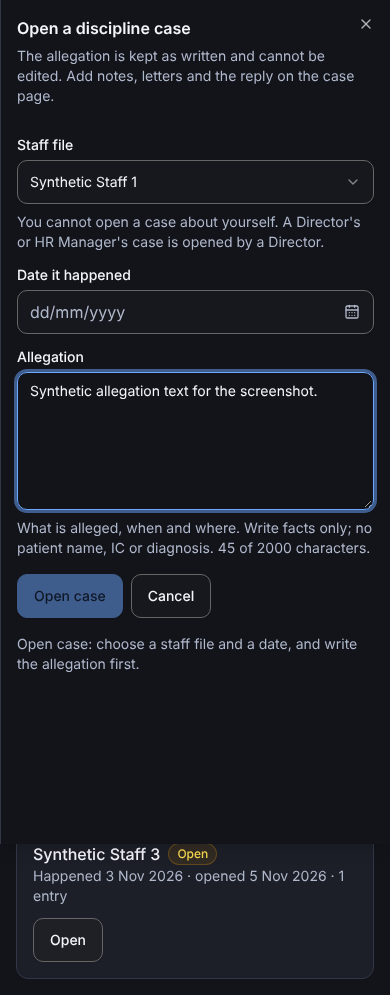 Open a discipline case
The allegation is kept as written and cannot be
edited. Add notes, letters and the reply on the case
page.
Staff file
Synthetic Staff 1
You cannot open a case about yourself. A Director's
or HR Manager's case is opened by a Director.
Date it happened
dd/mm/yyyy
Allegation
Synthetic allegation text for the screenshot.
What is alleged, when and where. Write facts only; no
patient name, IC or diagnosis. 45 of 2000 characters.
Open case
Cancel
Open case: choose a staff file and a date, and write
the allegation first.
Synthetic Staff 3 Open
Happened 3 Nov 2026 · opened 5 Nov 2026 · 1
entry
Open